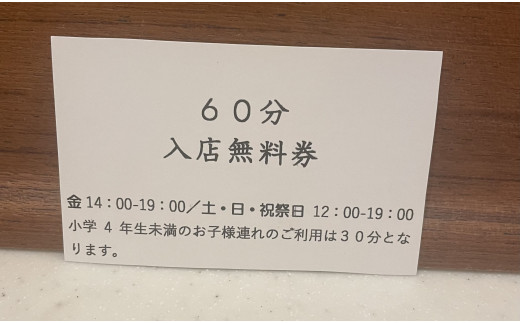 ６０分
入店無料券
金 14：00-19：00／土・日・祝祭日 12：00-19：00
小学 4 年生未満のお子様連れのご利用は３０分とな
ります。